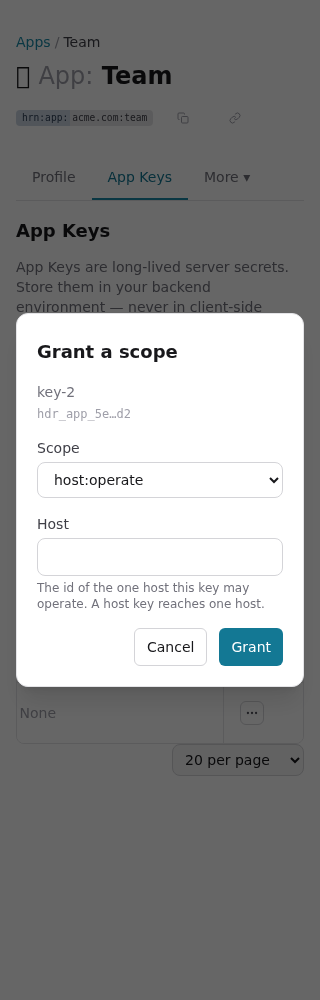 Apps / Team
App: Team
hrn:app: acme.com:team
Profile
App Keys
More ▾
App Keys
App Keys are long-lived server secrets.
Store them in your backend
environment — never in client-side
Grant a scope
key-2
hdr_app_5e…d2
Scope
host:operate
Host
The id of the one host this key may
operate. A host key reaches one host.
Cancel
Grant
None
20 per page